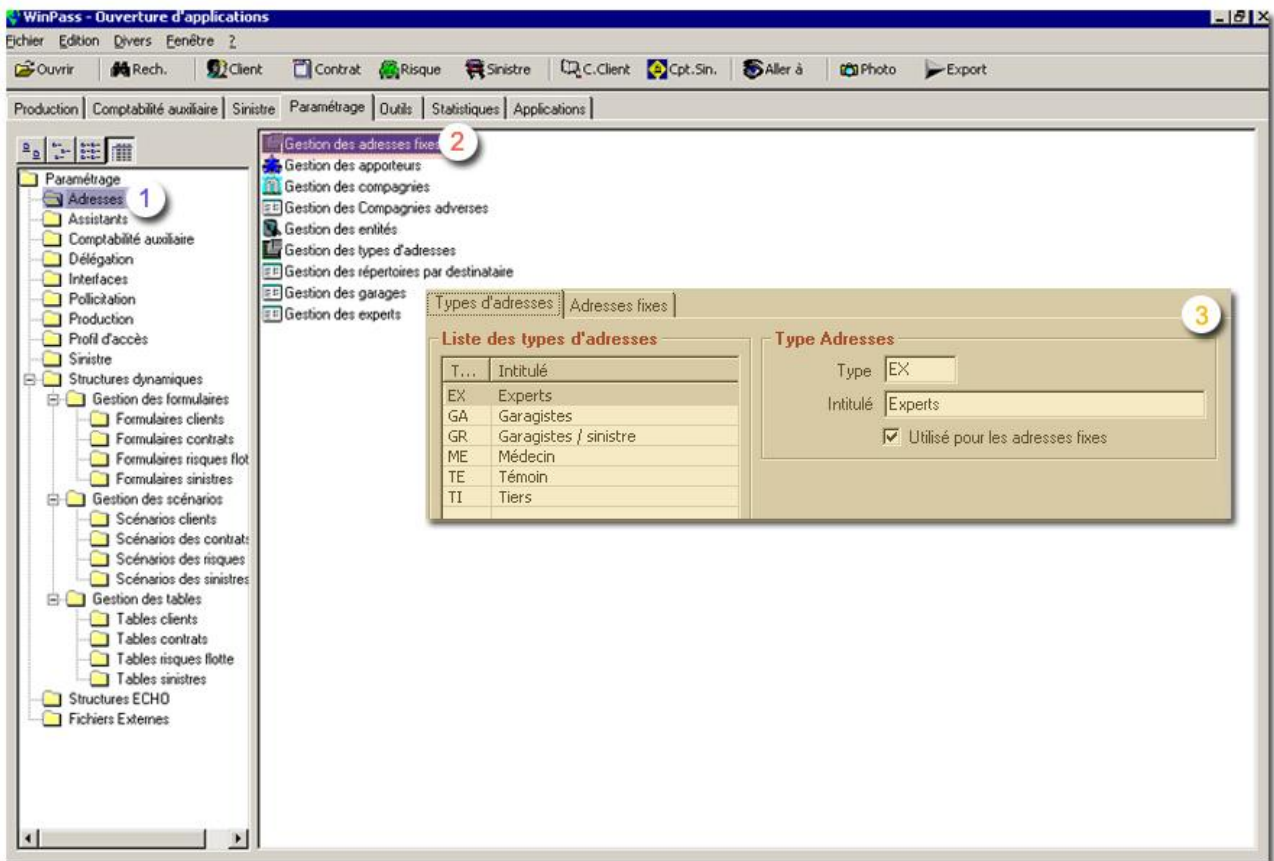 WinPass - Ouverture d'applications
Fichier Edition Divers Fenêtre ?
Ouvrir Rech. Client Contrat Risque Sinistre C.Client Cpt.Sin. Aller à Photo Export
Production Comptabilité auxiliaire Sinistre Paramétrage Outils Statistiques Applications
Paramétrage
Adresses 1
Assistants
Comptabilité auxiliaire
Délégation
Interfaces
Pollicitation
Production
Profil d'accès
Sinistre
Structures dynamiques
Gestion des formulaires
Formulaires clients
Formulaires contrats
Formulaires risques flot
Formulaires sinistres
Gestion des scénarios
Scénarios clients
Scénarios des contrats
Scénarios des risques
Scénarios des sinistres
Gestion des tables
Tables clients
Tables contrats
Tables risques flotte
Tables sinistres
Structures ECHO
Fichiers Externes
Gestion des adresses fixes 2
Gestion des apporteurs
Gestion des compagnies
Gestion des Compagnies adverses
Gestion des entités
Gestion des types d'adresses
Gestion des répertoires par destinataire
Gestion des garages
Gestion des experts
Types d'adresses Adresses fixes 3
Liste des types d'adresses
T... Intitulé
EX Experts
GA Garagistes
GR Garagistes / sinistre
ME Médecin
TE Témoin
TI Tiers
Type Adresses
Type EX
Intitulé Experts
Utilisé pour les adresses fixes